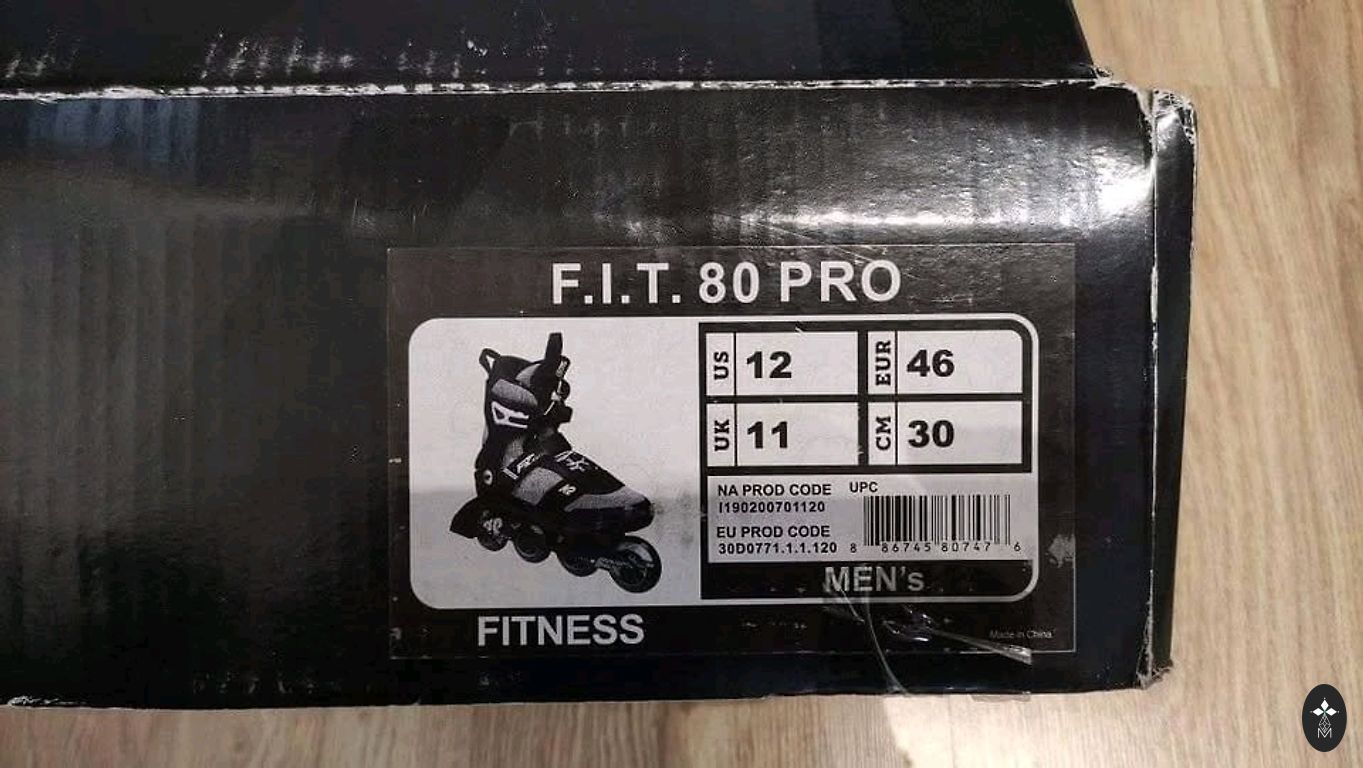 F.I.T. 80 PRO
US 12 EUR 46
UK 11 CM 30
NA PROD CODE UPC
I190200701120
EU PROD CODE
30D0771.1.1.120 8 86745 80747 6
MEN's
FITNESS
Made in China
M